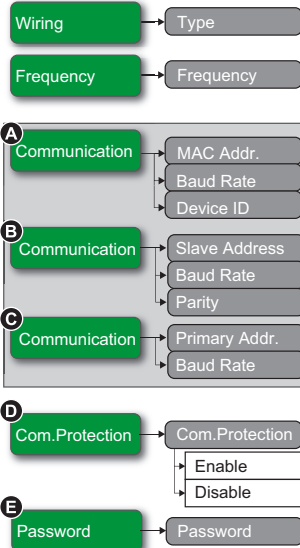 Wiring Type
Frequency Frequency
A
Communication MAC Addr.
Baud Rate
Device ID
B
Communication Slave Address
Baud Rate
Parity
C
Communication Primary Addr.
Baud Rate
D
Com.Protection Com.Protection
Enable
Disable
E
Password Password